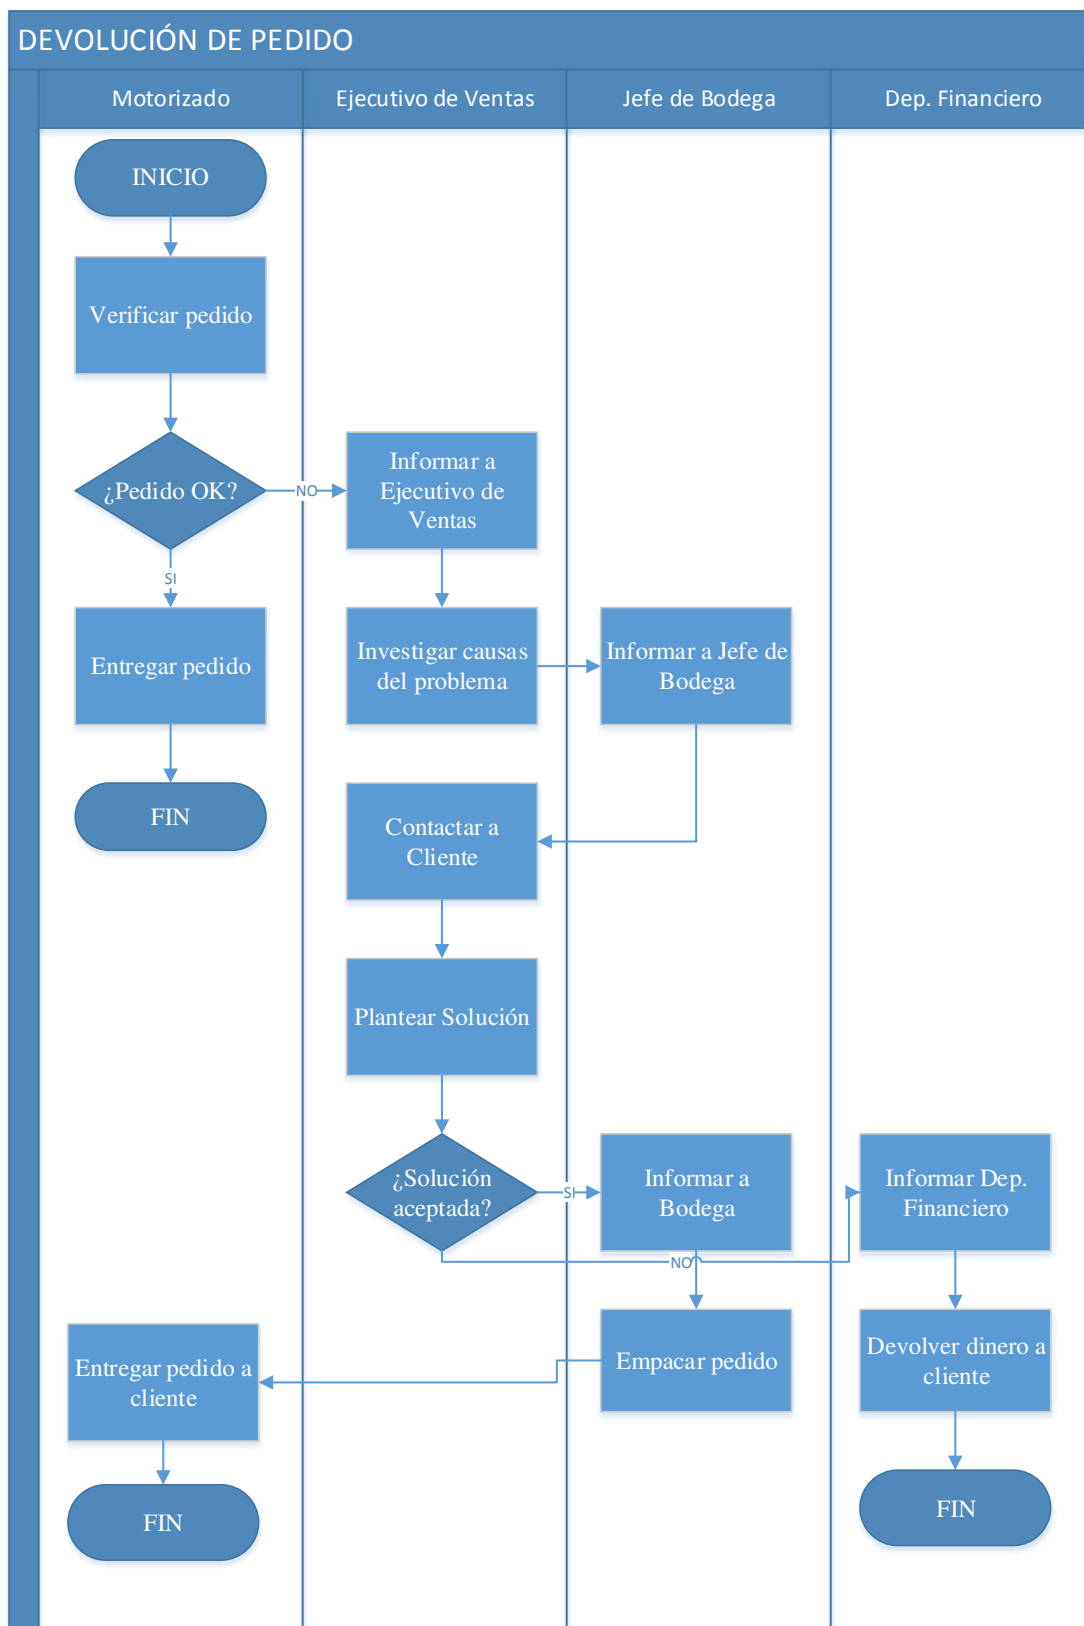 DEVOLUCIÓN DE PEDIDO
Motorizado
Ejecutivo de Ventas
Jefe de Bodega
Dep. Financiero
INICIO
Verificar pedido
¿Pedido OK?
NO
Informar a
Ejecutivo de
Ventas
SI
Entregar pedido
Investigar causas
del problema
Informar a Jefe de
Bodega
FIN
Contactar a
Cliente
Plantear Solución
¿Solución
aceptada?
SI
Informar a
Bodega
Informar Dep.
Financiero
NO
Entregar pedido a
cliente
Empacar pedido
Devolver dinero a
cliente
FIN
FIN